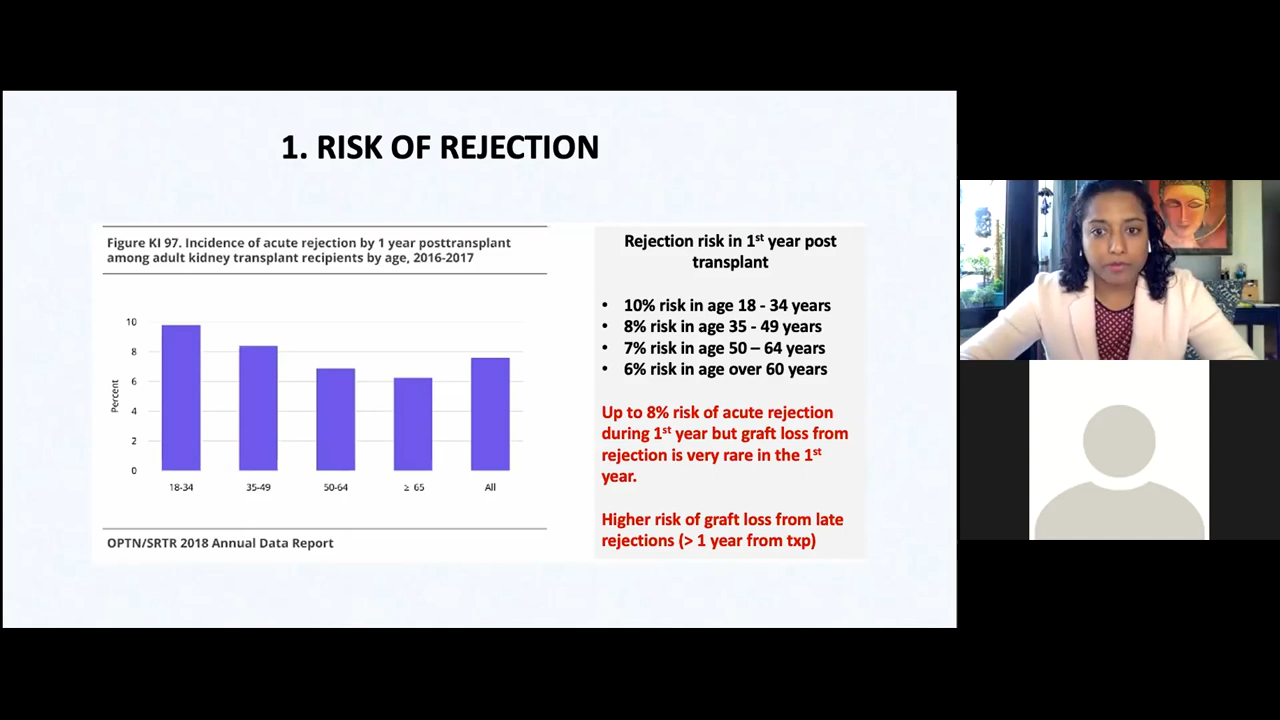 1. RISK OF REJECTION
Figure KI 97. Incidence of acute rejection by 1 year posttransplant
among adult kidney transplant recipients by age, 2016-2017
10
8
6
4
2
0
Percent
18-34
35-49
50-64
≥ 65
All
OPTN/SRTR 2018 Annual Data Report
Rejection risk in 1st year post
transplant
• 10% risk in age 18 - 34 years
• 8% risk in age 35 - 49 years
• 7% risk in age 50 – 64 years
• 6% risk in age over 60 years
Up to 8% risk of acute rejection
during 1st year but graft loss from
rejection is very rare in the 1st
year.
Higher risk of graft loss from late
rejections (> 1 year from txp)